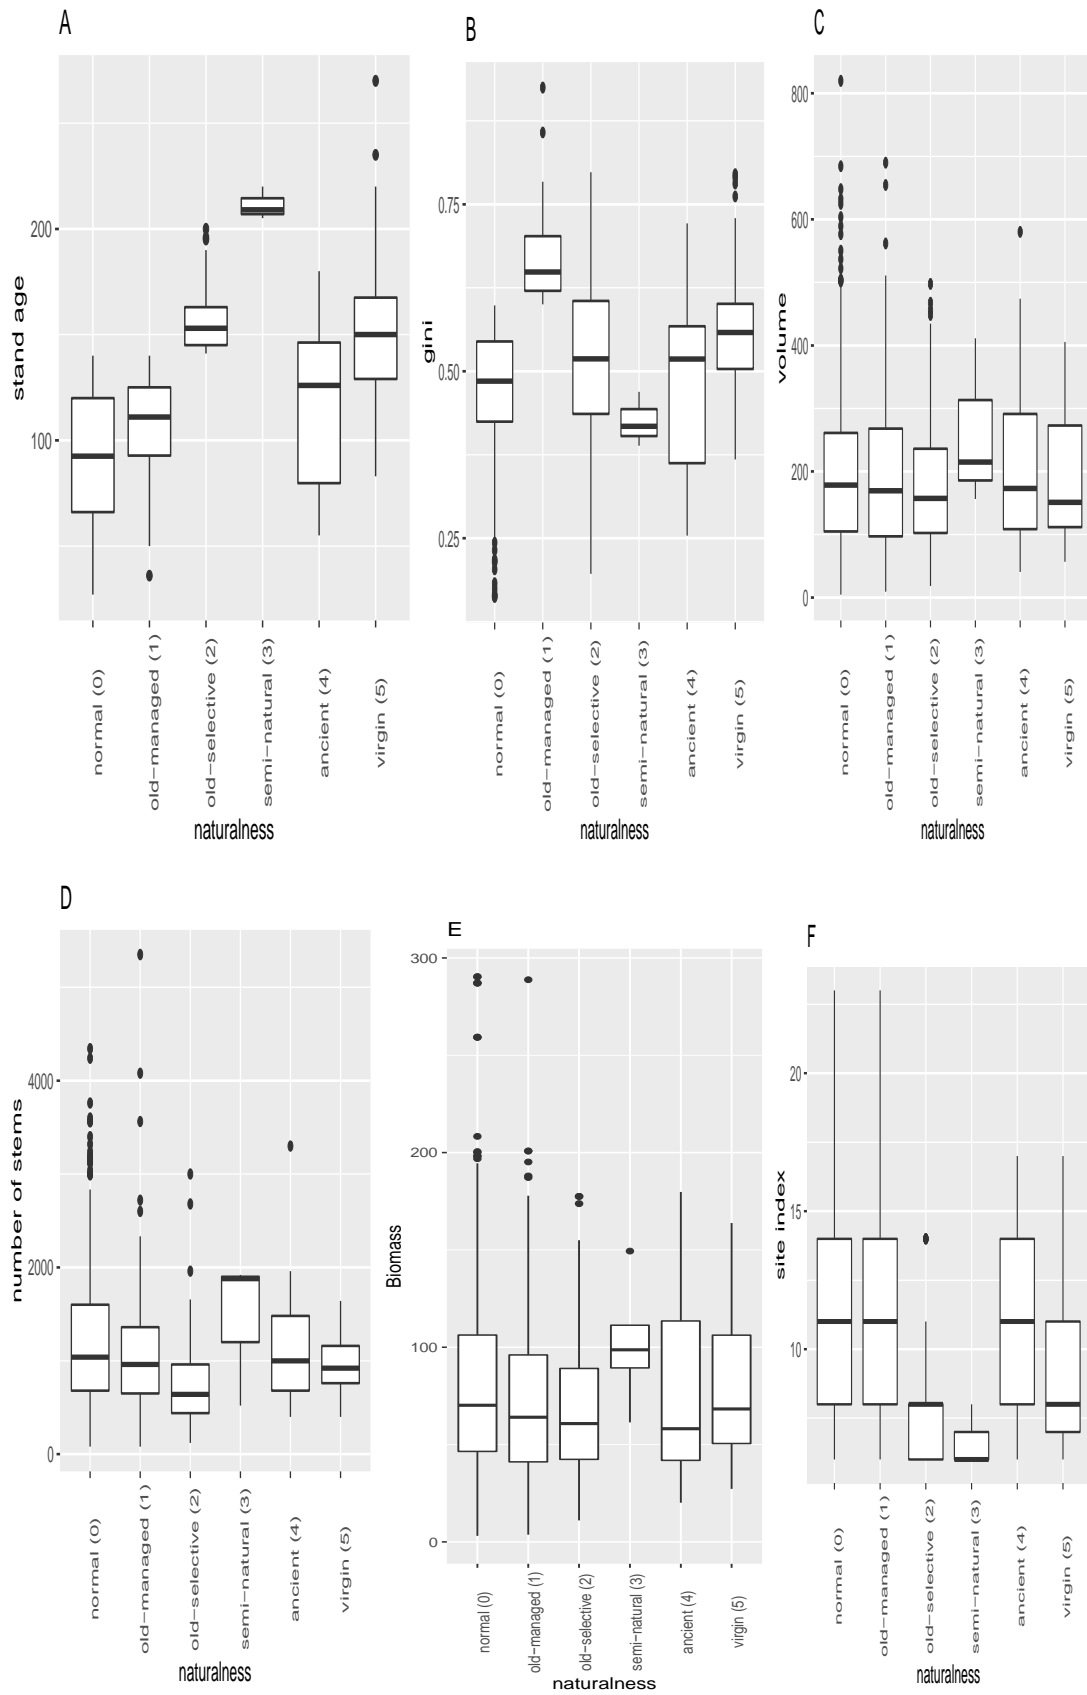 A
B
C
stand age
200
100
gini
0.75
0.50
0.25
volume
800
600
400
200
0
normal (0)
old-managed (1)
old-selective (2)
semi-natural (3)
ancient (4)
virgin (5)
naturalness
normal (0)
old-managed (1)
old-selective (2)
semi-natural (3)
ancient (4)
virgin (5)
naturalness
normal (0)
old-managed (1)
old-selective (2)
semi-natural (3)
ancient (4)
virgin (5)
naturalness
D
E
F
number of stems
4000
2000
0
Biomass
300
200
100
0
site index
20
15
10
normal (0)
old-managed (1)
old-selective (2)
semi-natural (3)
ancient (4)
virgin (5)
naturalness
normal (0)
old-managed (1)
old-selective (2)
semi-natural (3)
ancient (4)
virgin (5)
naturalness
normal (0)
old-managed (1)
old-selective (2)
semi-natural (3)
ancient (4)
virgin (5)
naturalness